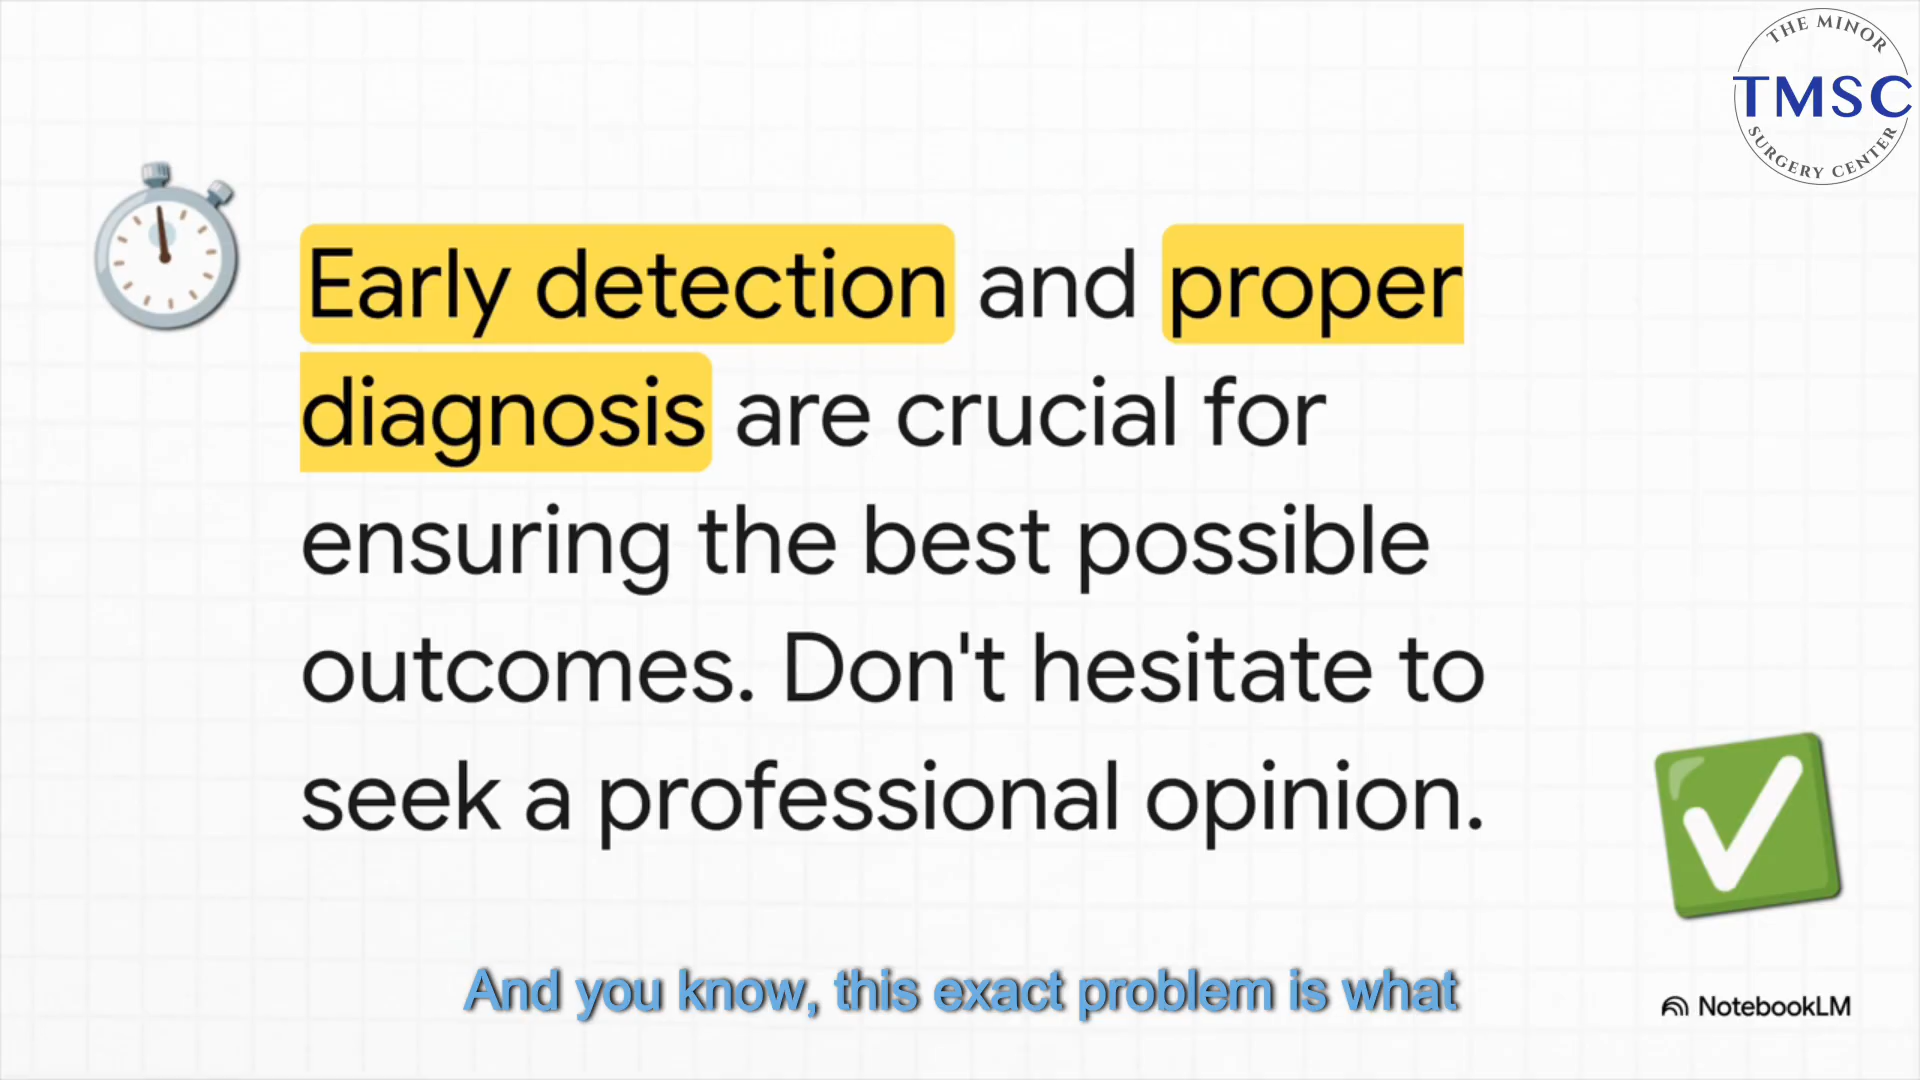 THE MINOR
TMSC
SURGERY CENTER
Early detection and proper
diagnosis are crucial for
ensuring the best possible
outcomes. Don't hesitate to
seek a professional opinion.
And you know, this exact problem is what
NotebookLM